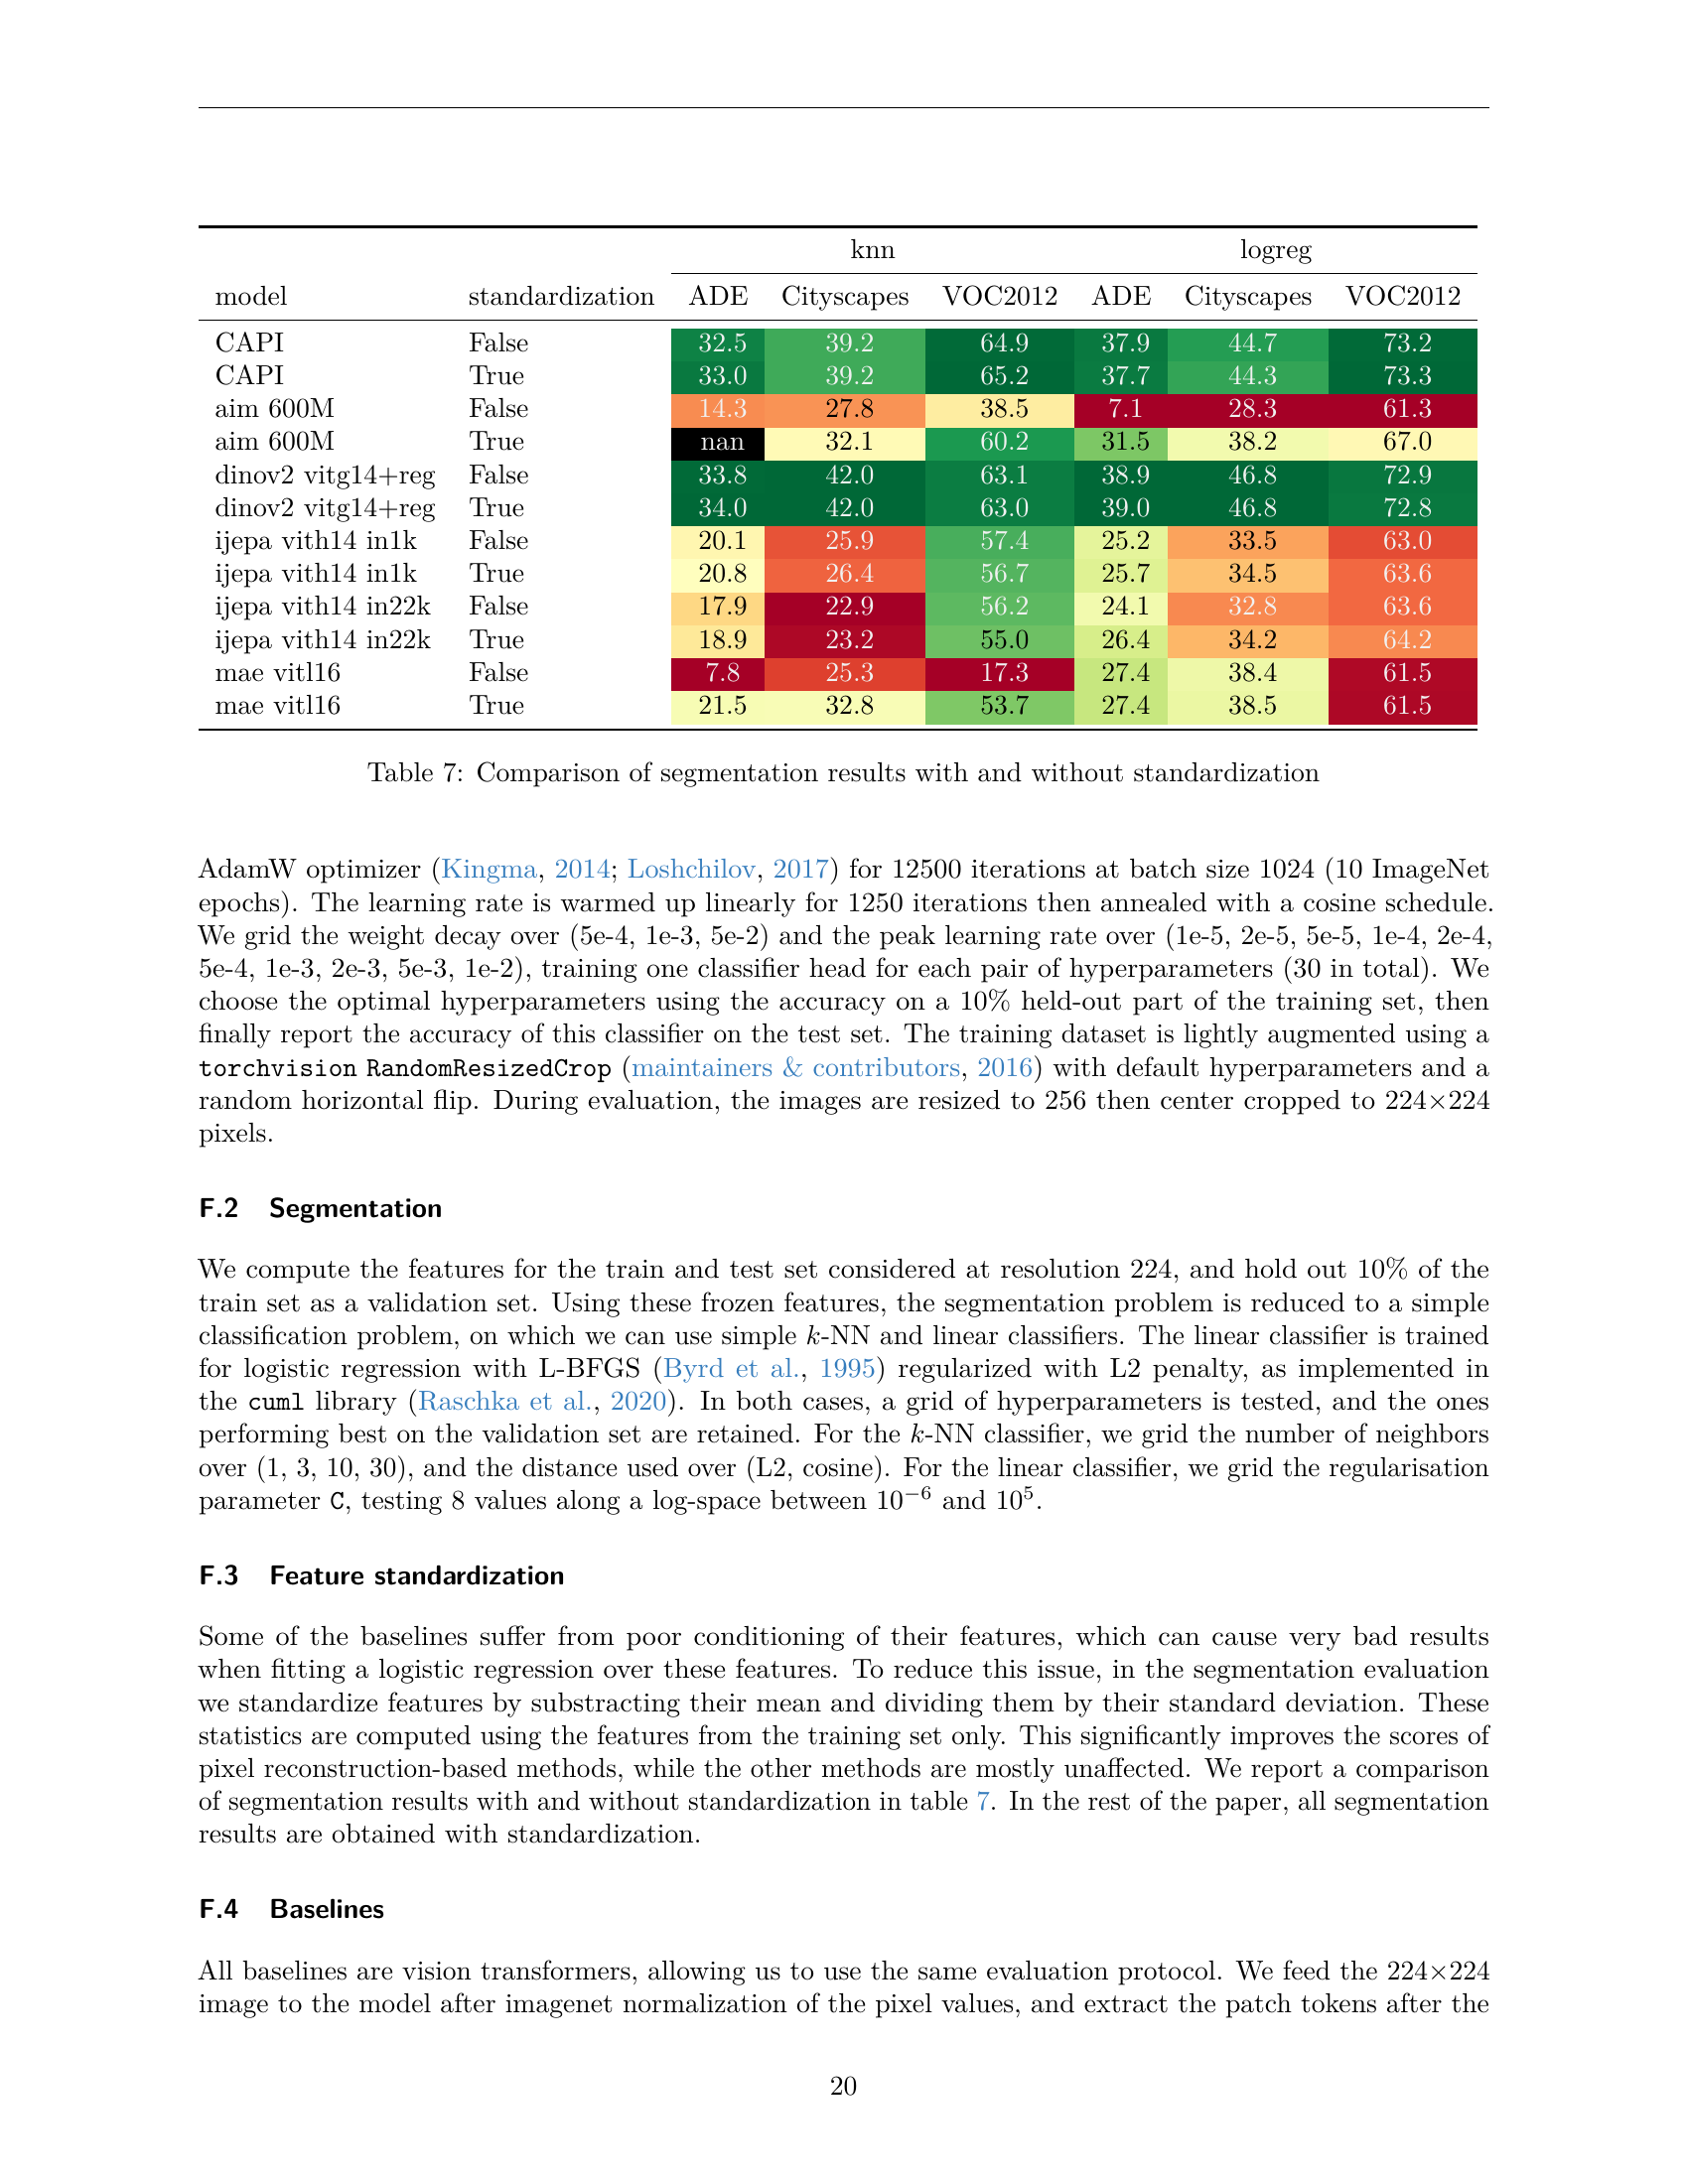 knn logreg
model standardization ADE Cityscapes VOC2012 ADE Cityscapes VOC2012
CAPI False 32.5 39.2 64.9 37.9 44.7 73.2
CAPI True 33.0 39.2 65.2 37.7 44.3 73.3
aim 600M False 14.3 27.8 38.5 7.1 28.3 61.3
aim 600M True nan 32.1 60.2 31.5 38.2 67.0
dinov2 vitg14+reg False 33.8 42.0 63.1 38.9 46.8 72.9
dinov2 vitg14+reg True 34.0 42.0 63.0 39.0 46.8 72.8
ijepa vith14 in1k False 20.1 25.9 57.4 25.2 33.5 63.0
ijepa vith14 in1k True 20.8 26.4 56.7 25.7 34.5 63.6
ijepa vith14 in22k False 17.9 22.9 56.2 24.1 32.8 63.6
ijepa vith14 in22k True 18.9 23.2 55.0 26.4 34.2 64.2
mae vitl16 False 7.8 25.3 17.3 27.4 38.4 61.5
mae vitl16 True 21.5 32.8 53.7 27.4 38.5 61.5
Table 7: Comparison of segmentation results with and without standardization
AdamW optimizer (Kingma, 2014; Loshchilov, 2017) for 12500 iterations at batch size 1024 (10 ImageNet
epochs). The learning rate is warmed up linearly for 1250 iterations then annealed with a cosine schedule.
We grid the weight decay over (5e-4, 1e-3, 5e-2) and the peak learning rate over (1e-5, 2e-5, 5e-5, 1e-4, 2e-4,
5e-4, 1e-3, 2e-3, 5e-3, 1e-2), training one classifier head for each pair of hyperparameters (30 in total). We
choose the optimal hyperparameters using the accuracy on a 10% held-out part of the training set, then
finally report the accuracy of this classifier on the test set. The training dataset is lightly augmented using a
torchvision RandomResizedCrop (maintainers & contributors, 2016) with default hyperparameters and a
random horizontal flip. During evaluation, the images are resized to 256 then center cropped to 224×224
pixels.
F.2 Segmentation
We compute the features for the train and test set considered at resolution 224, and hold out 10% of the
train set as a validation set. Using these frozen features, the segmentation problem is reduced to a simple
classification problem, on which we can use simple k-NN and linear classifiers. The linear classifier is trained
for logistic regression with L-BFGS (Byrd et al., 1995) regularized with L2 penalty, as implemented in
the cuml library (Raschka et al., 2020). In both cases, a grid of hyperparameters is tested, and the ones
performing best on the validation set are retained. For the k-NN classifier, we grid the number of neighbors
over (1, 3, 10, 30), and the distance used over (L2, cosine). For the linear classifier, we grid the regularisation
parameter C, testing 8 values along a log-space between 10⁻⁶ and 10⁵.
F.3 Feature standardization
Some of the baselines suffer from poor conditioning of their features, which can cause very bad results
when fitting a logistic regression over these features. To reduce this issue, in the segmentation evaluation
we standardize features by substracting their mean and dividing them by their standard deviation. These
statistics are computed using the features from the training set only. This significantly improves the scores of
pixel reconstruction-based methods, while the other methods are mostly unaffected. We report a comparison
of segmentation results with and without standardization in table 7. In the rest of the paper, all segmentation
results are obtained with standardization.
F.4 Baselines
All baselines are vision transformers, allowing us to use the same evaluation protocol. We feed the 224×224
image to the model after imagenet normalization of the pixel values, and extract the patch tokens after the
20